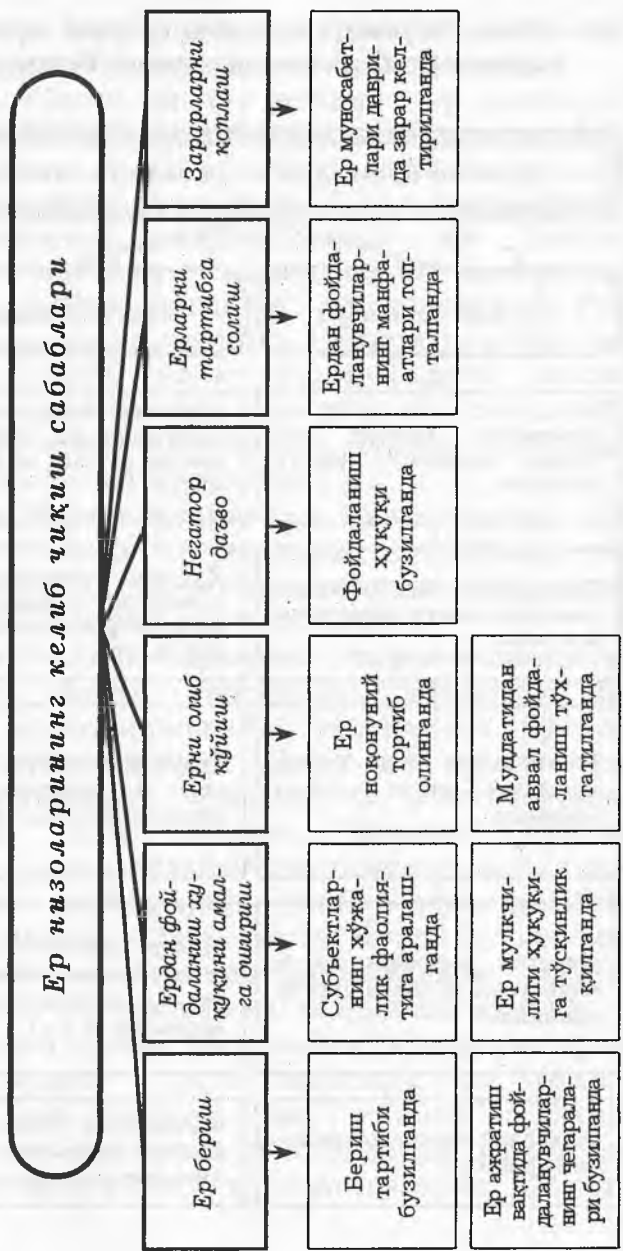 Ер низоларининг келиб чиқиш сабаблари
Ер бериш
Ердан фой-
даланиш ҳу-
қуқини амал-
га ошириш
Ерни олиб
қўйиш
Негатор
даъво
Ерларни
тартибга
солиш
Зарарларни
қоплаш
Бериш
тартиби
бузилганда
Субъектлар-
нинг хўжа-
лик фаолия-
тига аралаш
ганда
Ер
ноқонуний
тортиб
олинганда
Фойдаланиш
ҳуқуқи
бузилганда
Ердан фойда-
ланувчилар-
нинг манфа-
атлари топ-
талганда
Ер муносабат-
лари даври-
да зарар кел-
тирилганда
Ер ажратиш
вақтида фой-
даланувчилар-
нинг чегарала-
ри бузилганда
Ер мулкчи-
лиги ҳуқуқи
га тўсқинлик
қилганда
Муддатидан
аввал фойда-
ланиш тўх-
татилганда